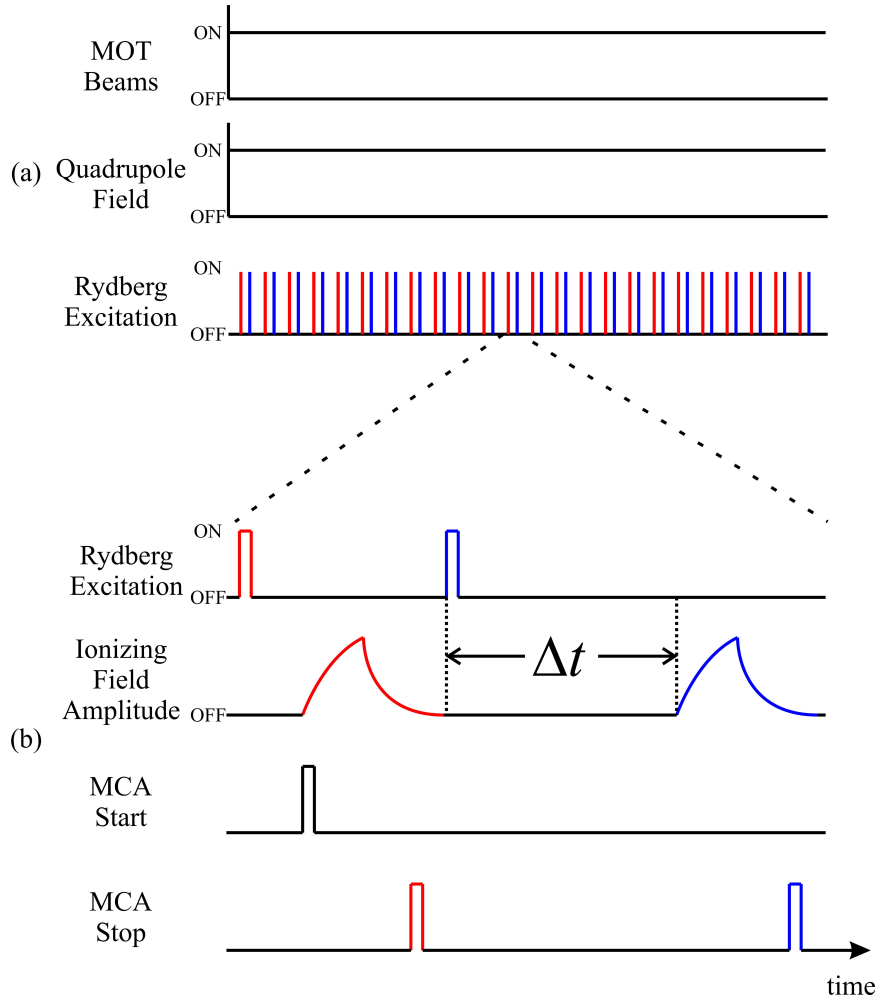 ON
MOT
Beams
OFF
ON
(a)
Quadrupole
Field
OFF
ON
Rydberg
Excitation
OFF
ON
Rydberg
Excitation
OFF
Ionizing
Field
Amplitude
Δt
OFF
(b)
MCA
Start
MCA
Stop
time